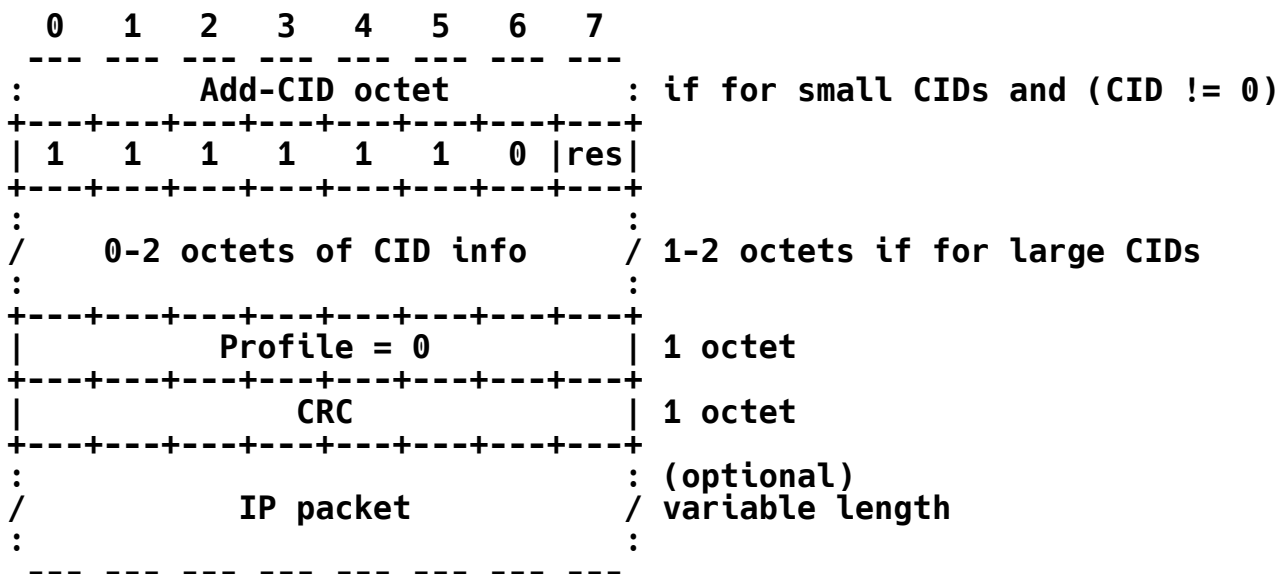 0   1   2   3   4   5   6   7
 --- --- --- --- --- --- --- ---
:         Add-CID octet         : if for small CIDs and (CID != 0)
+---+---+---+---+---+---+---+---+
| 1   1   1   1   1   1   0 |res|
+---+---+---+---+---+---+---+---+
:                               :
/    0-2 octets of CID info     / 1-2 octets if for large CIDs
:                               :
+---+---+---+---+---+---+---+---+
|          Profile = 0          | 1 octet
+---+---+---+---+---+---+---+---+
|              CRC              | 1 octet
+---+---+---+---+---+---+---+---+
:                               : (optional)
/           IP packet           / variable length
:                               :
 --- --- --- --- --- --- --- ---